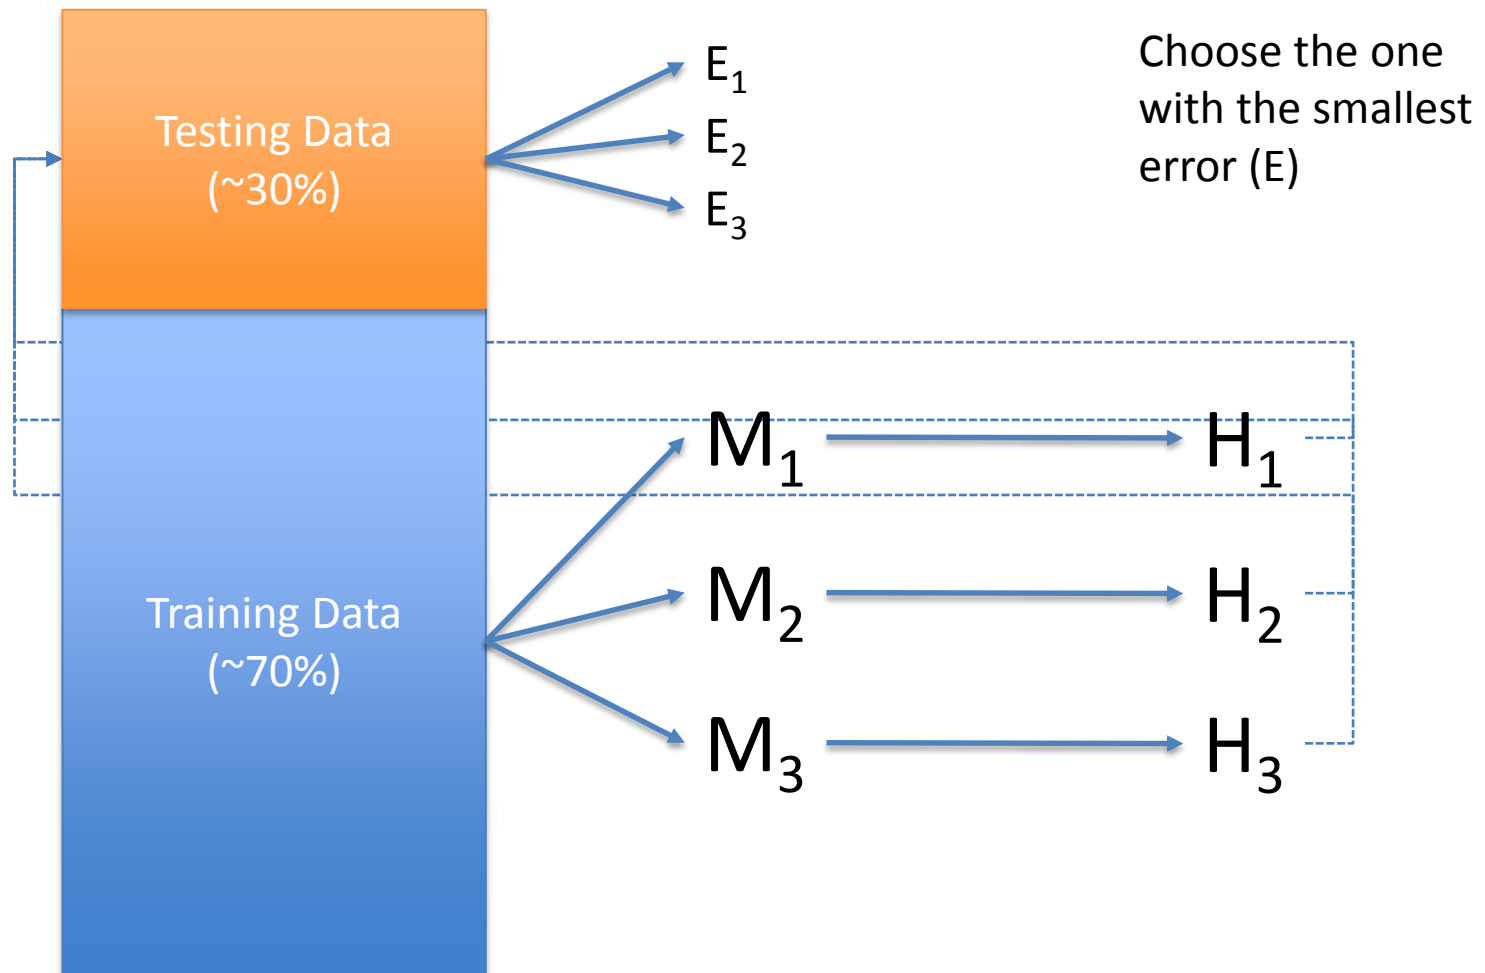 Testing Data
(~30%)
E₁
E₂
E₃
Choose the one
with the smallest
error (E)
Training Data
(~70%)
M₁
H₁
M₂
H₂
M₃
H₃